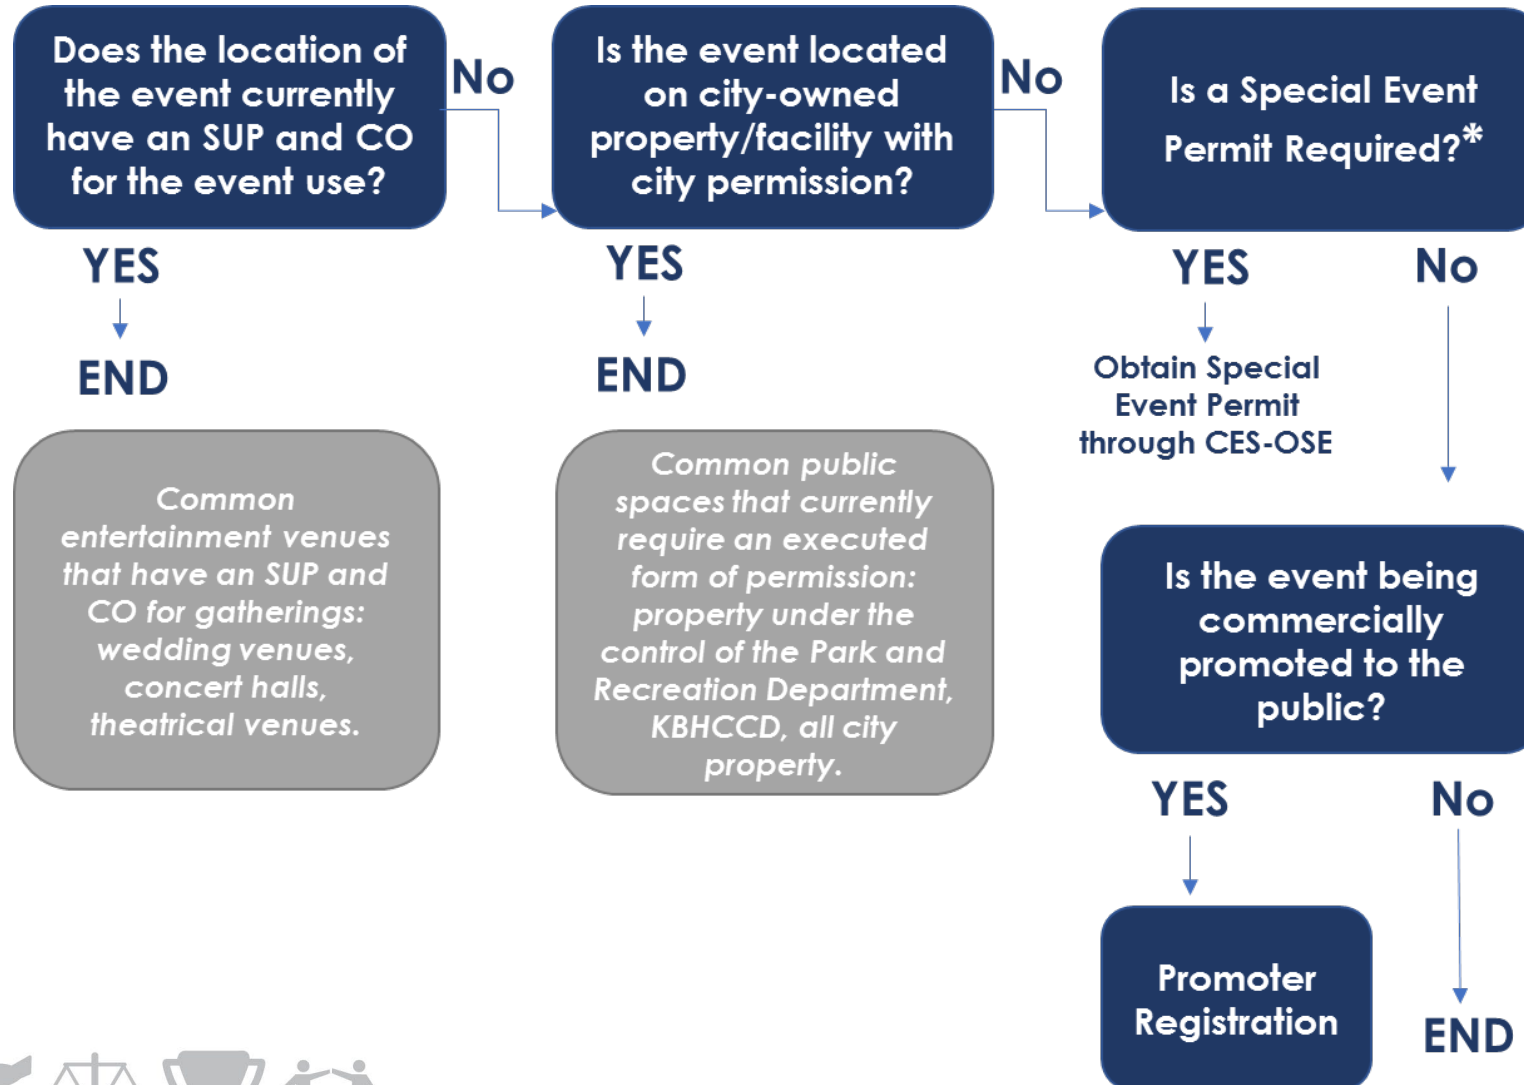 Does the location of
the event currently
have an SUP and CO
for the event use?
No
YES
END
Common
entertainment venues
that have an SUP and
CO for gatherings:
wedding venues,
concert halls,
theatrical venues.
Is the event located
on city-owned
property/facility with
city permission?
No
YES
END
Common public
spaces that currently
require an executed
form of permission:
property under the
control of the Park and
Recreation Department,
KBHCCD, all city
property.
Is a Special Event
Permit Required?*
YES
No
Obtain Special
Event Permit
through CES-OSE
Is the event being
commercially
promoted to the
public?
YES
No
Promoter
Registration
END